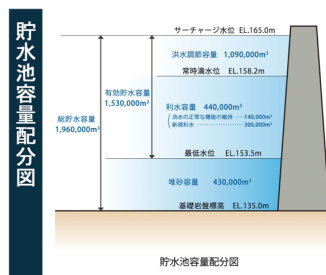 貯水池容量配分図
サーチャージ水位 EL.165.0m
洪水調節容量 1,090,000m³
常時満水位 EL.158.2m
有効貯水容量
1,530,000m³
総貯水容量
1,960,000m³
利水容量 440,000m³
流水の正常な機能の維持 ‥‥‥ 140,000m³
新規利水 ‥‥‥‥‥‥‥‥ 300,000m³
最低水位 EL.153.5m
堆砂容量 430,000m³
基礎岩盤標高 EL.135.0m
貯水池容量配分図